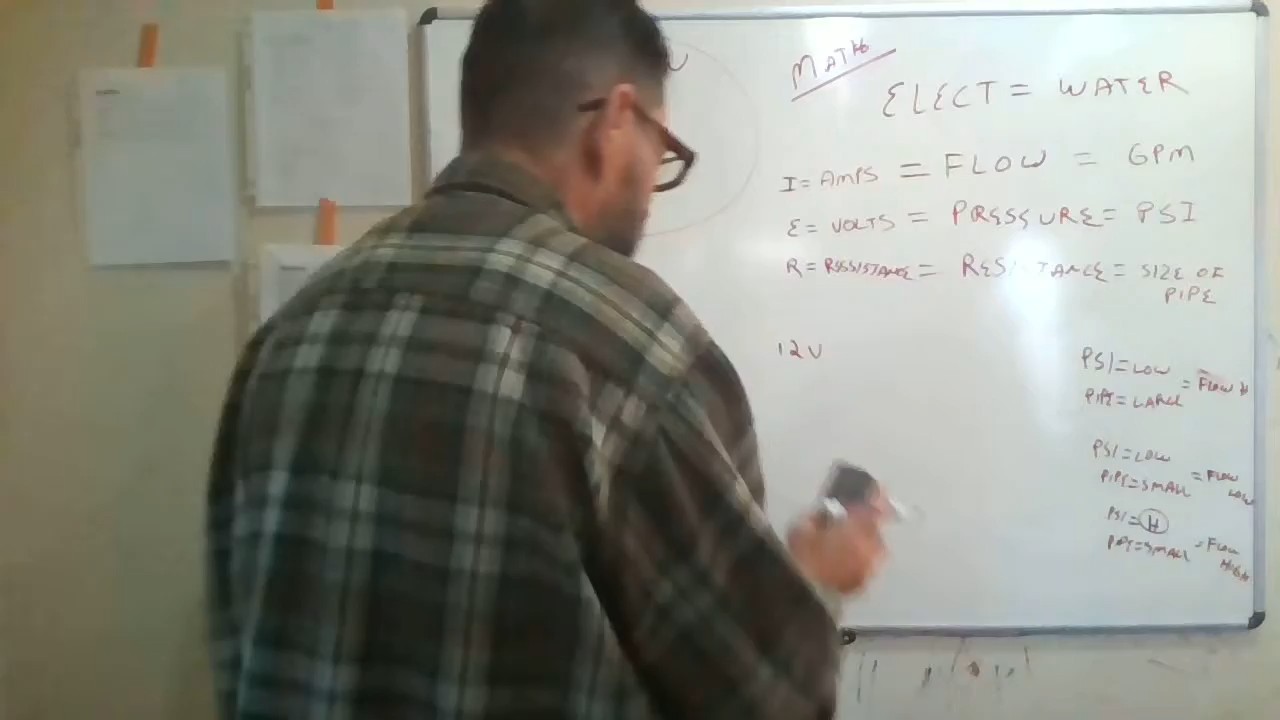 MATH
ELECT = WATER
I = AMPS = FLOW = GPM
E = VOLTS = PRESSURE = PSI
R = RESSISTANCE = RESISTANCE = SIZE OF
PIPE
12V
PSI = LOW
PIPE = LARGE = FLOW H
PSI = LOW
PIPE = SMALL = FLOW
LOW
PSI = H
PIPE = SMALL = FLOW
HIGH